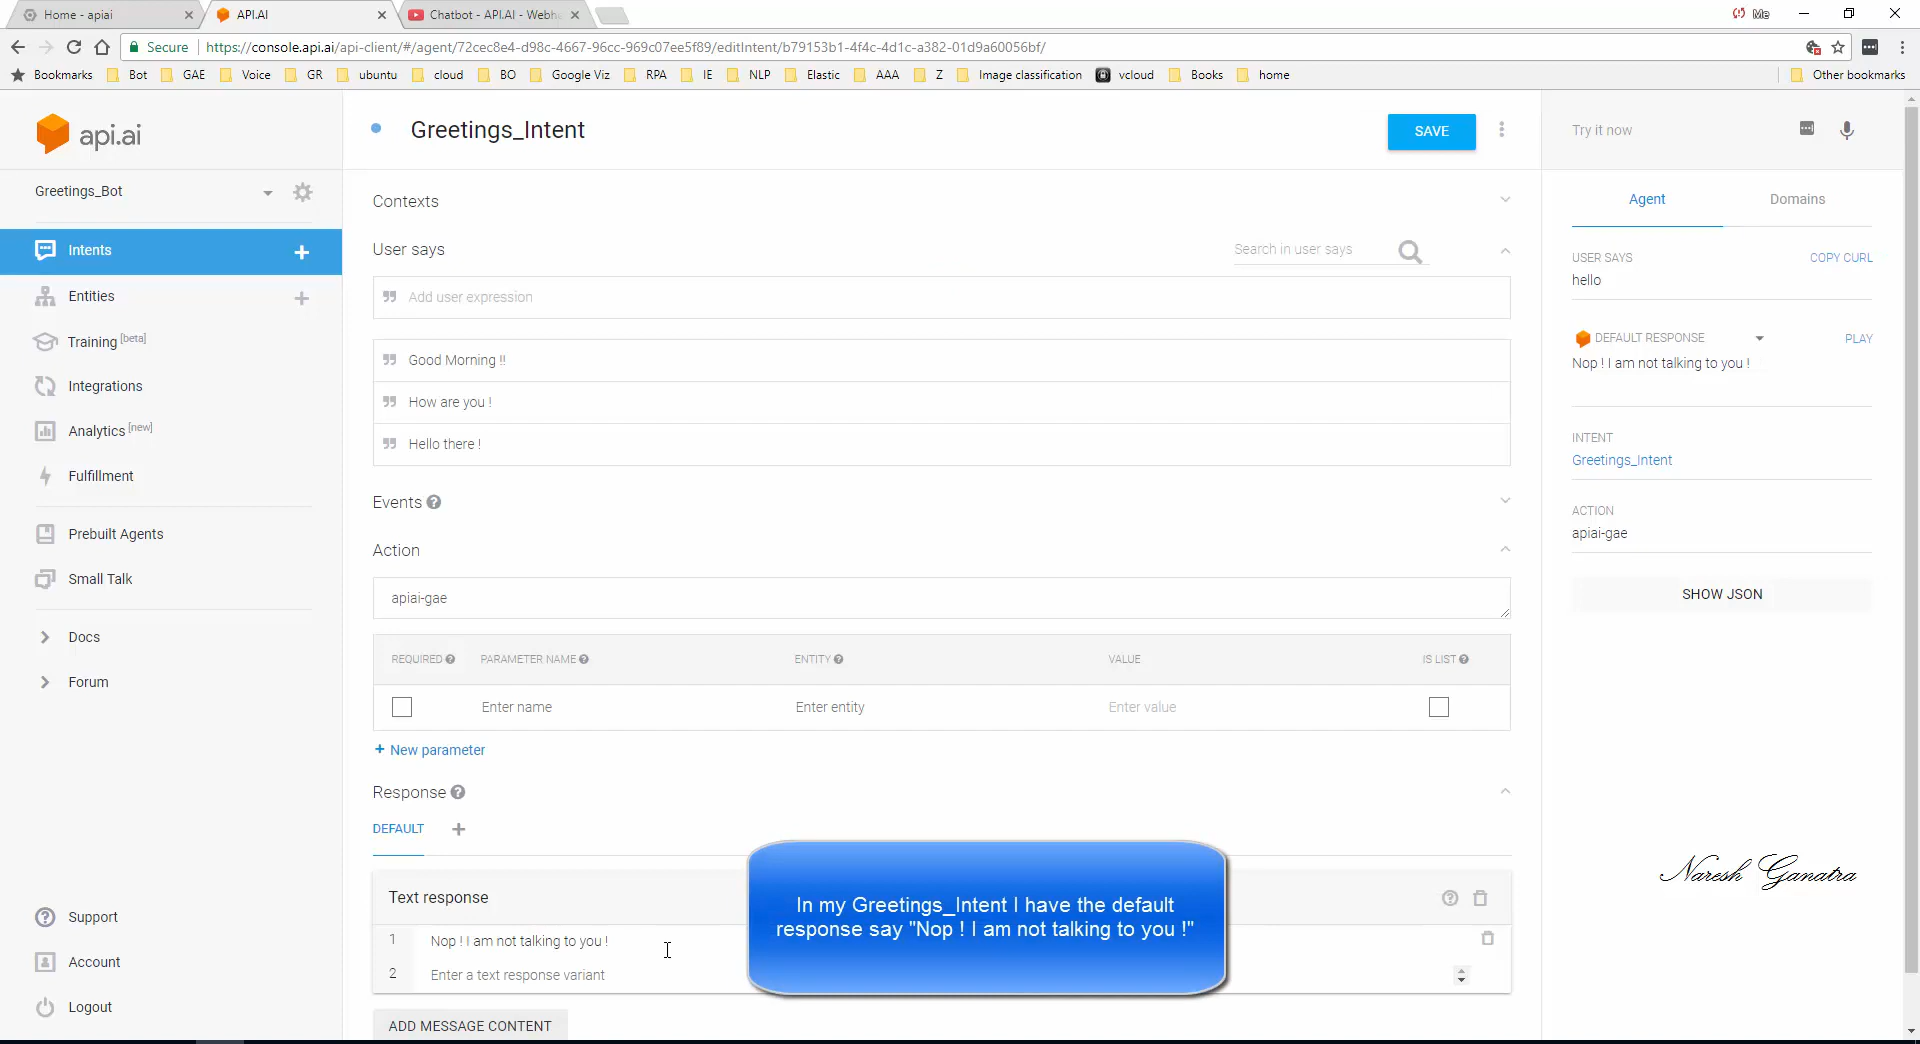 Home - apiai
API.AI
Chatbot - API.AI - Webh
Me
Secure
https://console.api.ai/api-client/#/agent/72cec8e4-d98c-4667-96cc-969c07ee5f89/editIntent/b79153b1-4f4c-4d1c-a382-01d9a60056bf/
Bookmarks Bot GAE Voice GR ubuntu cloud BO Google Viz RPA IE NLP Elastic AAA Z Image classification vcloud Books home Other bookmarks
api.ai
Greetings_Bot
Intents
Entities
Training [beta]
Integrations
Analytics [new]
Fulfillment
Prebuilt Agents
Small Talk
Docs
Forum
Support
Account
Logout
Greetings_Intent
SAVE
Contexts
User says
Search in user says
Add user expression
Good Morning !!
How are you !
Hello there !
Events
Action
apiai-gae
REQUIRED PARAMETER NAME ENTITY VALUE IS LIST
Enter name Enter entity Enter value
+ New parameter
Response
DEFAULT
Text response
1 Nop ! I am not talking to you !
2 Enter a text response variant
ADD MESSAGE CONTENT
In my Greetings_Intent I have the default
response say "Nop ! I am not talking to you !"
Try it now
Agent Domains
USER SAYS COPY CURL
hello
DEFAULT RESPONSE PLAY
Nop ! I am not talking to you !
INTENT
Greetings_Intent
ACTION
apiai-gae
SHOW JSON
Naresh Ganatra